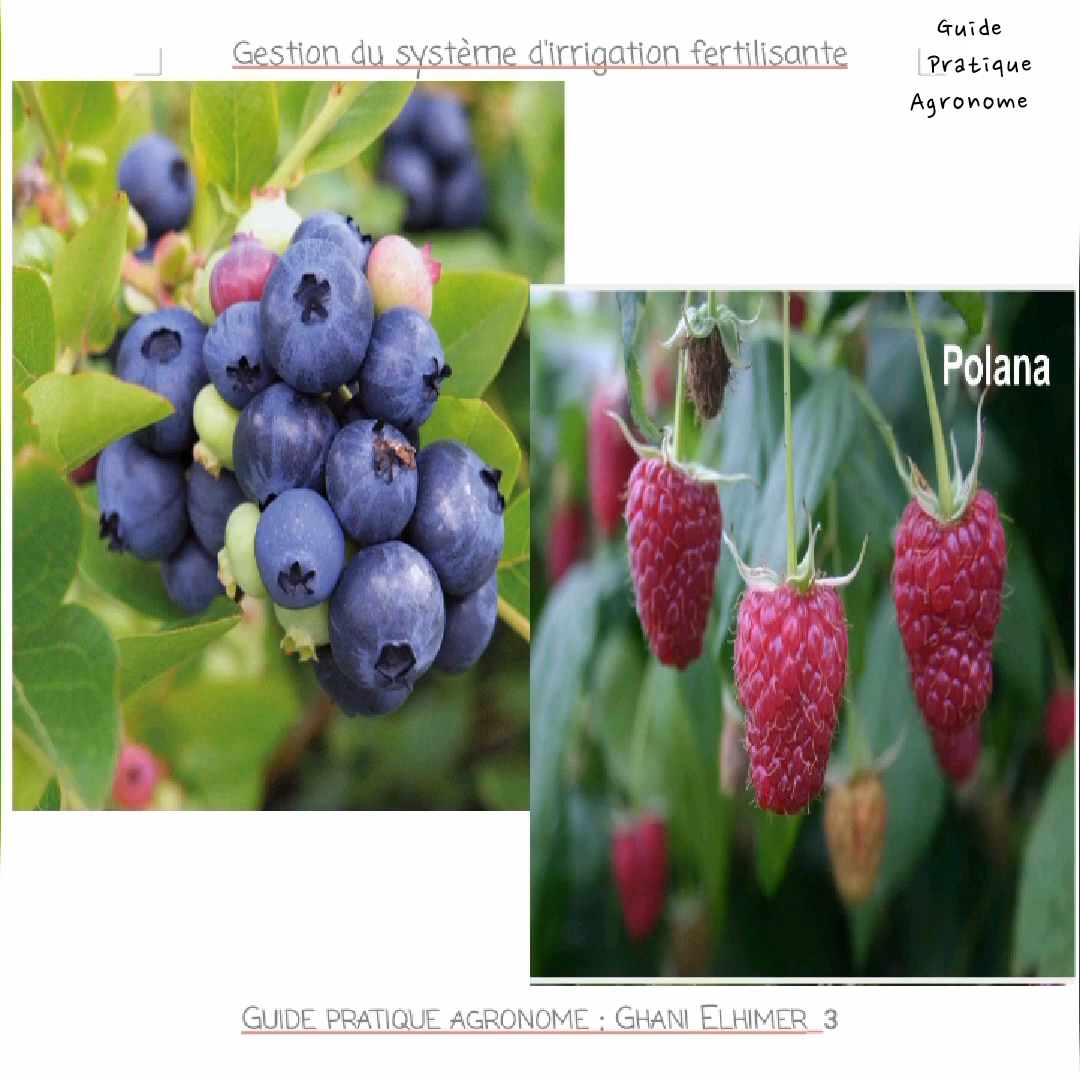 Gestion du système d'irrigation fertilisante
Guide
Pratique
Agronome
Polana
GUIDE PRATIQUE AGRONOME : GHANI ELHIMER 3